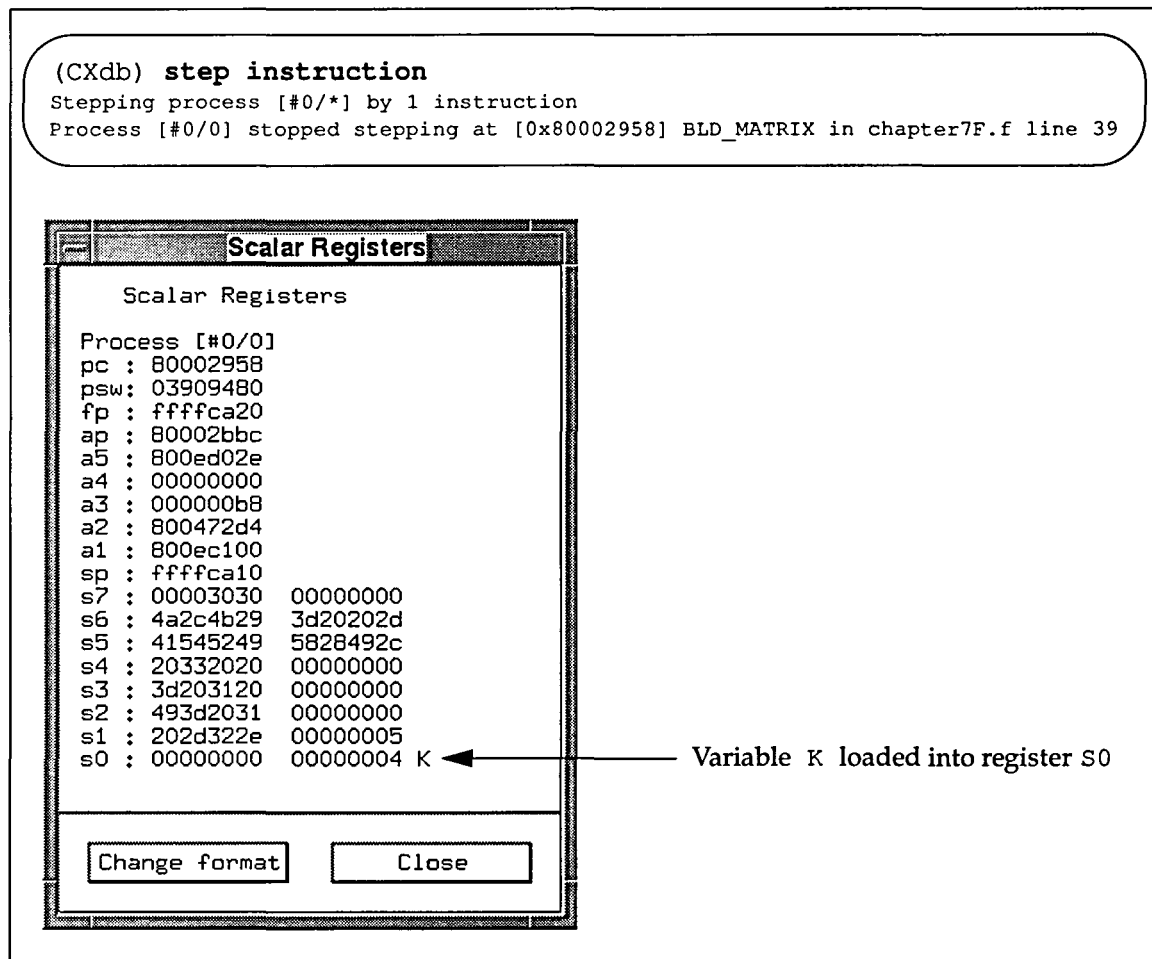 (CXdb) step instruction
Stepping process [#0/*] by 1 instruction
Process [#0/0] stopped stepping at [0x80002958] BLD_MATRIX in chapter7F.f line 39
Scalar Registers
Scalar Registers
Process [#0/0]
pc : 80002958
psw: 03909480
fp : ffffca20
ap : 80002bbc
a5 : 800ed02e
a4 : 00000000
a3 : 000000b8
a2 : 800472d4
a1 : 800ec100
sp : ffffca10
s7 : 00003030 00000000
s6 : 4a2c4b29 3d20202d
s5 : 41545249 5828492c
s4 : 20332020 00000000
s3 : 3d203120 00000000
s2 : 493d2031 00000000
s1 : 202d322e 00000005
s0 : 00000000 00000004 K
Variable K loaded into register S0
Change format Close